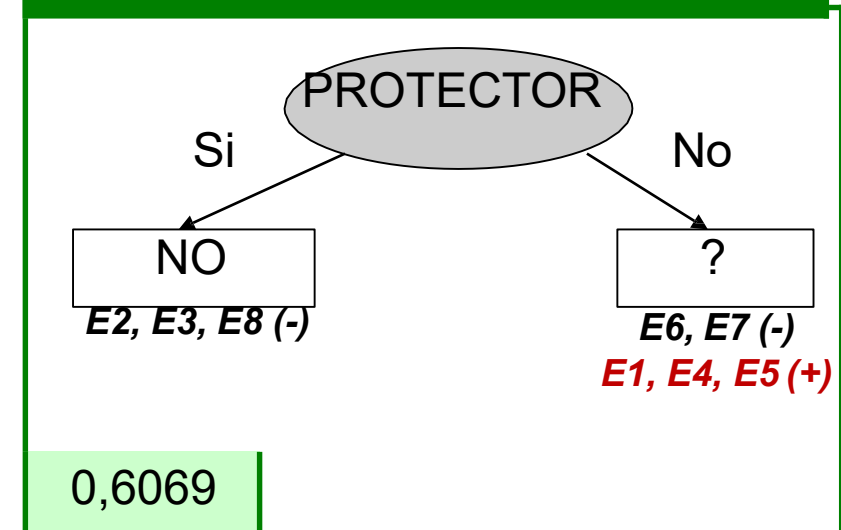 PROTECTOR
Si
No
NO
?
E2, E3, E8 (-)
E6, E7 (-)
E1, E4, E5 (+)
0,6069